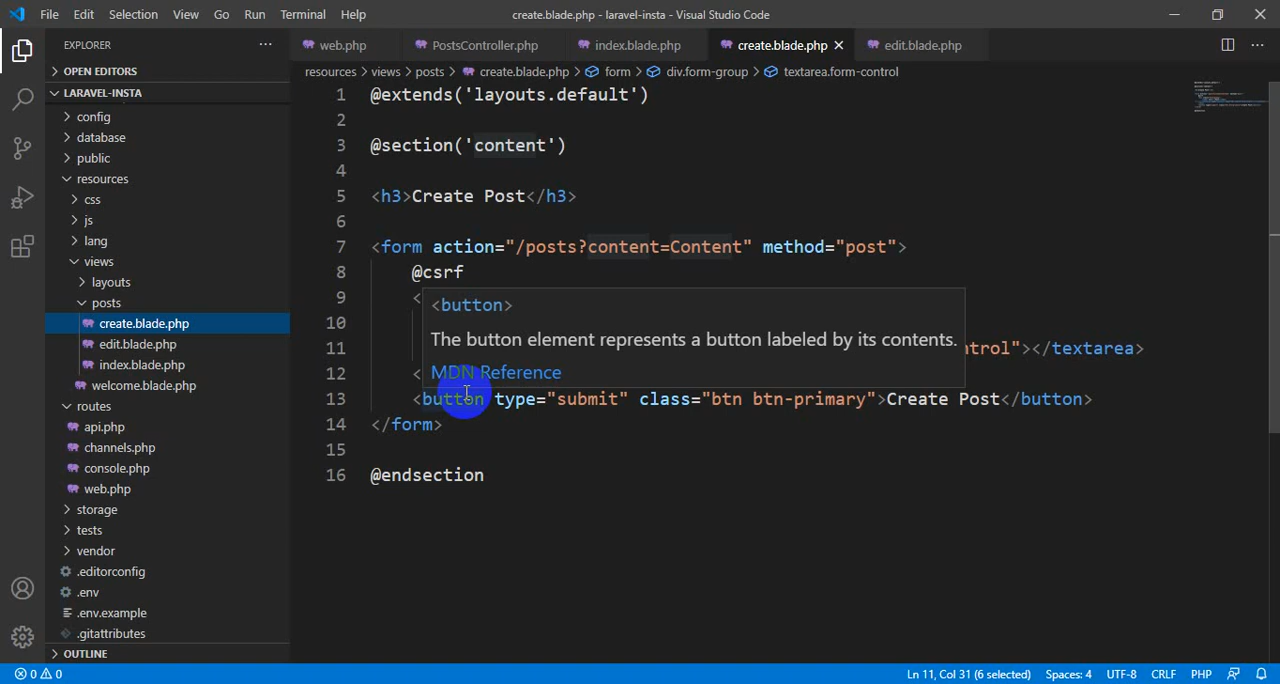 File Edit Selection View Go Run Terminal Help
create.blade.php - laravel-insta - Visual Studio Code
EXPLORER
OPEN EDITORS
LARAVEL-INSTA
config
database
public
resources
css
js
lang
views
layouts
posts
create.blade.php
edit.blade.php
index.blade.php
welcome.blade.php
routes
api.php
channels.php
console.php
web.php
storage
tests
vendor
.editorconfig
.env
.env.example
.gitattributes
OUTLINE
web.php PostsController.php index.blade.php create.blade.php edit.blade.php
resources > views > posts > create.blade.php > form > div.form-group > textarea.form-control
1 @extends('layouts.default')
2
3 @section('content')
4
5 <h3>Create Post</h3>
6
7 <form action="/posts?content=Content" method="post">
8 @csrf
9 <
10
11 trol"></textarea>
12 <
13 <button type="submit" class="btn btn-primary">Create Post</button>
14 </form>
15
16 @endsection
<button>
The button element represents a button labeled by its contents.
MDN Reference
0 0
Ln 11, Col 31 (6 selected) Spaces: 4 UTF-8 CRLF PHP